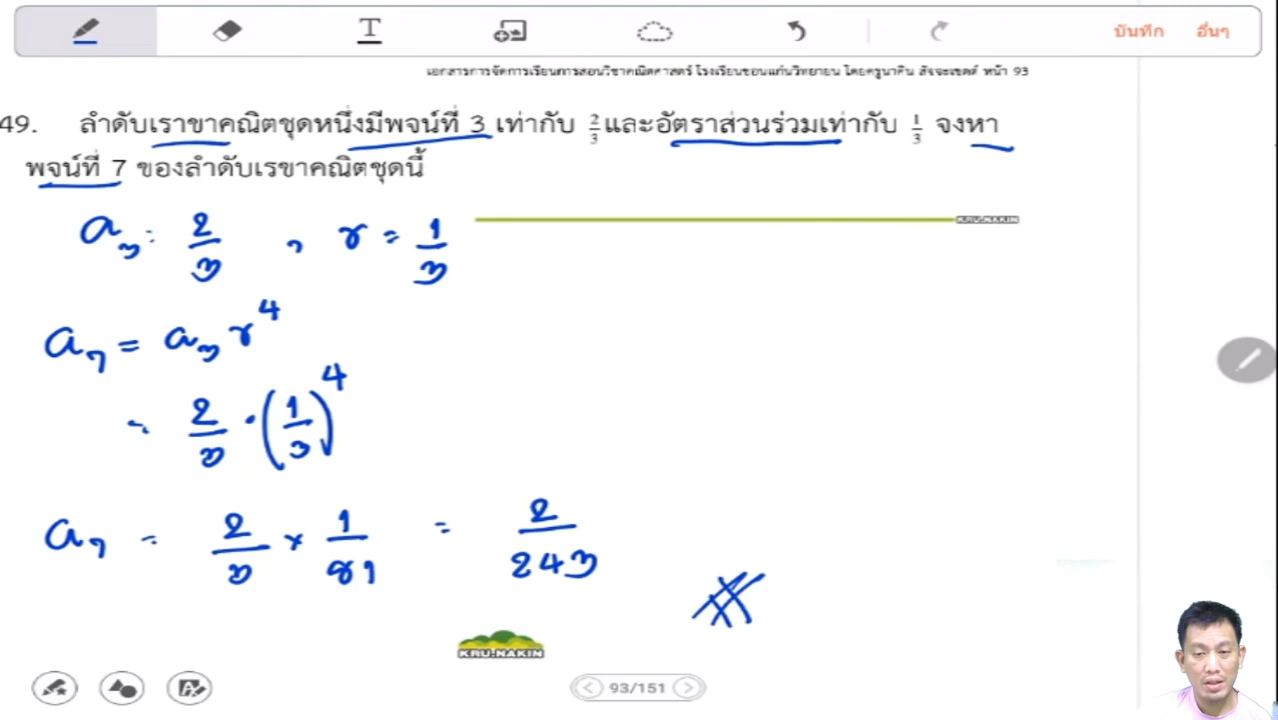 T บันทึก อื่นๆ
เอกสารการจัดการเรียนการสอนวิชาคณิตศาสตร์ โรงเรียนขอนแก่นวิทยายน โดยครูนาคิน สัจจะเขตต์ หน้า 93
49. ลำดับเราขาคณิตชุดหนึ่งมีพจน์ที่ 3 เท่ากับ 2/3 และอัตราส่วนร่วมเท่ากับ 1/3 จงหา
พจน์ที่ 7 ของลำดับเรขาคณิตชุดนี้
KRU.NAKIN
a₃ = 2/3 , r = 1/3
a₇ = a₃ r⁴
= 2/3 · (1/3)⁴
a₇ = 2/3 × 1/81 = 2/243
KRU.NAKIN
93/151